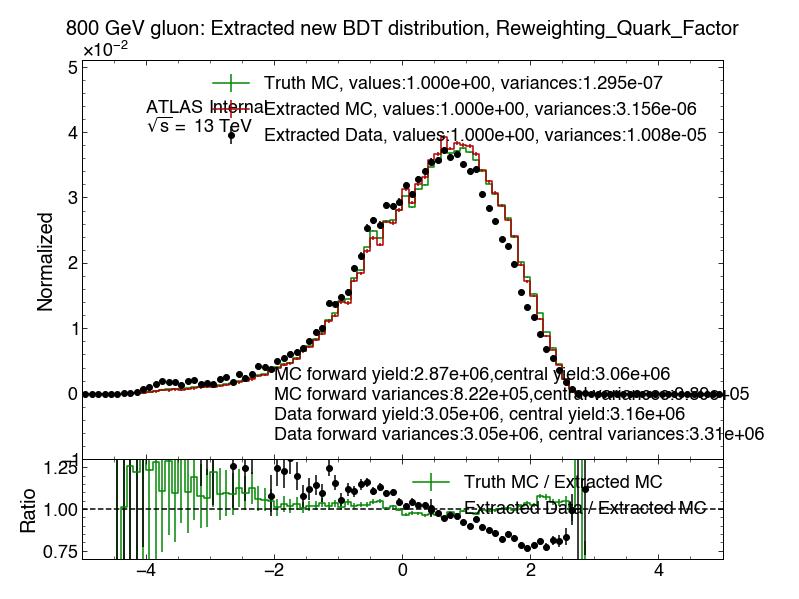 800 GeV gluon: Extracted new BDT distribution, Reweighting_Quark_Factor
×10⁻²
5
Truth MC, values:1.000e+00, variances:1.295e-07
ATLAS Internal
Extracted MC, values:1.000e+00, variances:3.156e-06
√s = 13 TeV
Extracted Data, values:1.000e+00, variances:1.008e-05
4
3
2
1
0
Normalized
MC forward yield:2.87e+06,central yield:3.06e+06
MC forward variances:8.22e+05,central variances:9.89e+05
Data forward yield:3.05e+06, central yield:3.16e+06
Data forward variances:3.05e+06, central variances:3.31e+06
1.25
1.00
0.75
Ratio
Truth MC / Extracted MC
Extracted Data / Extracted MC
−4 −2 0 2 4